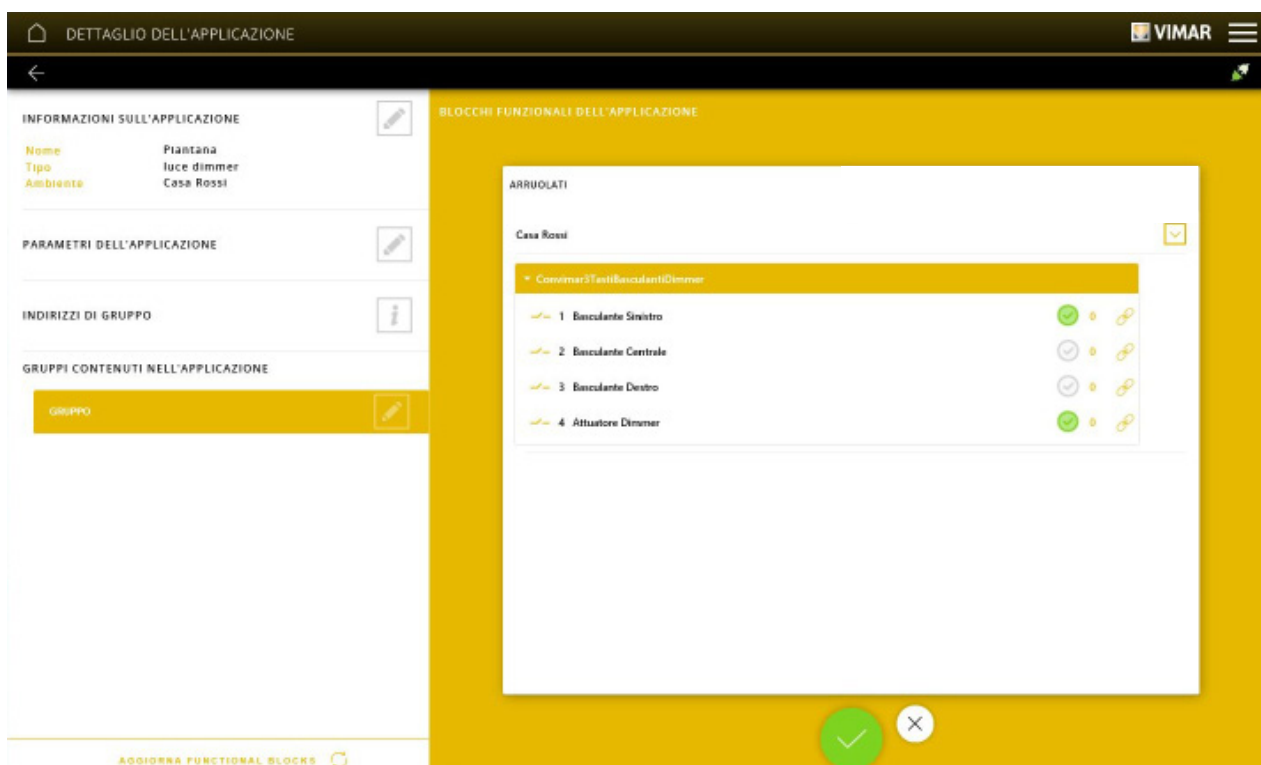 DETTAGLIO DELL'APPLICAZIONE
VIMAR
INFORMAZIONI SULL'APPLICAZIONE
Nome Piantana
Tipo luce dimmer
Ambiente Casa Rossi
PARAMETRI DELL'APPLICAZIONE
INDIRIZZI DI GRUPPO
GRUPPI CONTENUTI NELL'APPLICAZIONE
GRUPPO
AGGIORNA FUNCTIONAL BLOCKS
BLOCCHI FUNZIONALI DELL'APPLICAZIONE
ARRUOLATI
Casa Rossi
Convimar3TastiBasculantiDimmer
1 Basculante Sinistro 0
2 Basculante Centrale 0
3 Basculante Destro 0
4 Attuatore Dimmer 0